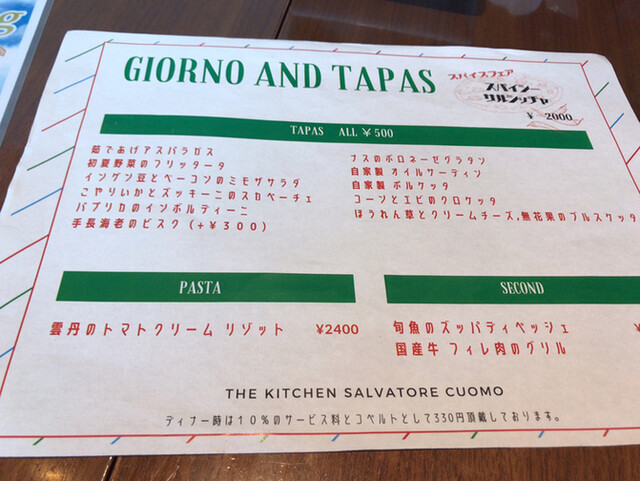 GIORNO AND TAPAS
スパイスフェア
スパイシー
サルシッチャ
¥ 2000
TAPAS ALL ¥500
茹であげアスパラガス
初夏野菜のフリッタータ
インゲン豆とベーコンのミモザサラダ
こやりいかとズッキーニのスカペーチェ
パプリカのインボルティーニ
手長海老のビスク (+¥300)
ナスのボロネーゼグラタン
自家製 オイルサーディン
自家製 ポルケッタ
コーンとエビのクロケッタ
ほうれん草とクリームチーズ,無花果のブルスケッタ
PASTA
雲丹のトマトクリーム リゾット ¥2400
SECOND
旬魚のズッパディペッシェ
国産牛 フィレ肉のグリル
THE KITCHEN SALVATORE CUOMO
ディナー時は10%のサービス料とコペルトとして330円頂戴しております。